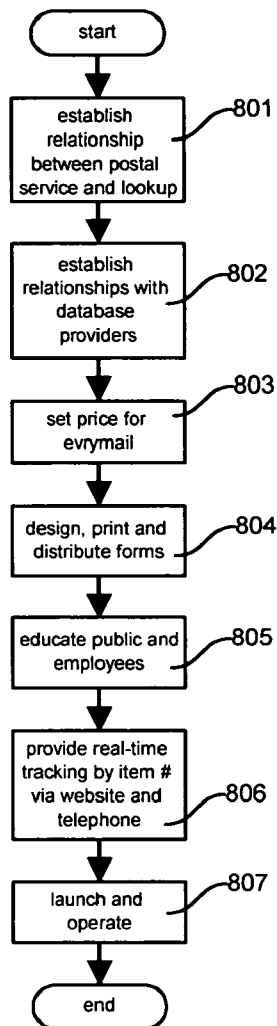 start
establish
relationship
between postal
service and lookup
801
establish
relationships with
database
providers
802
set price for
evrymail
803
design, print and
distribute forms
804
educate public and
employees
805
provide real-time
tracking by item #
via website and
telephone
806
launch and
operate
807
end